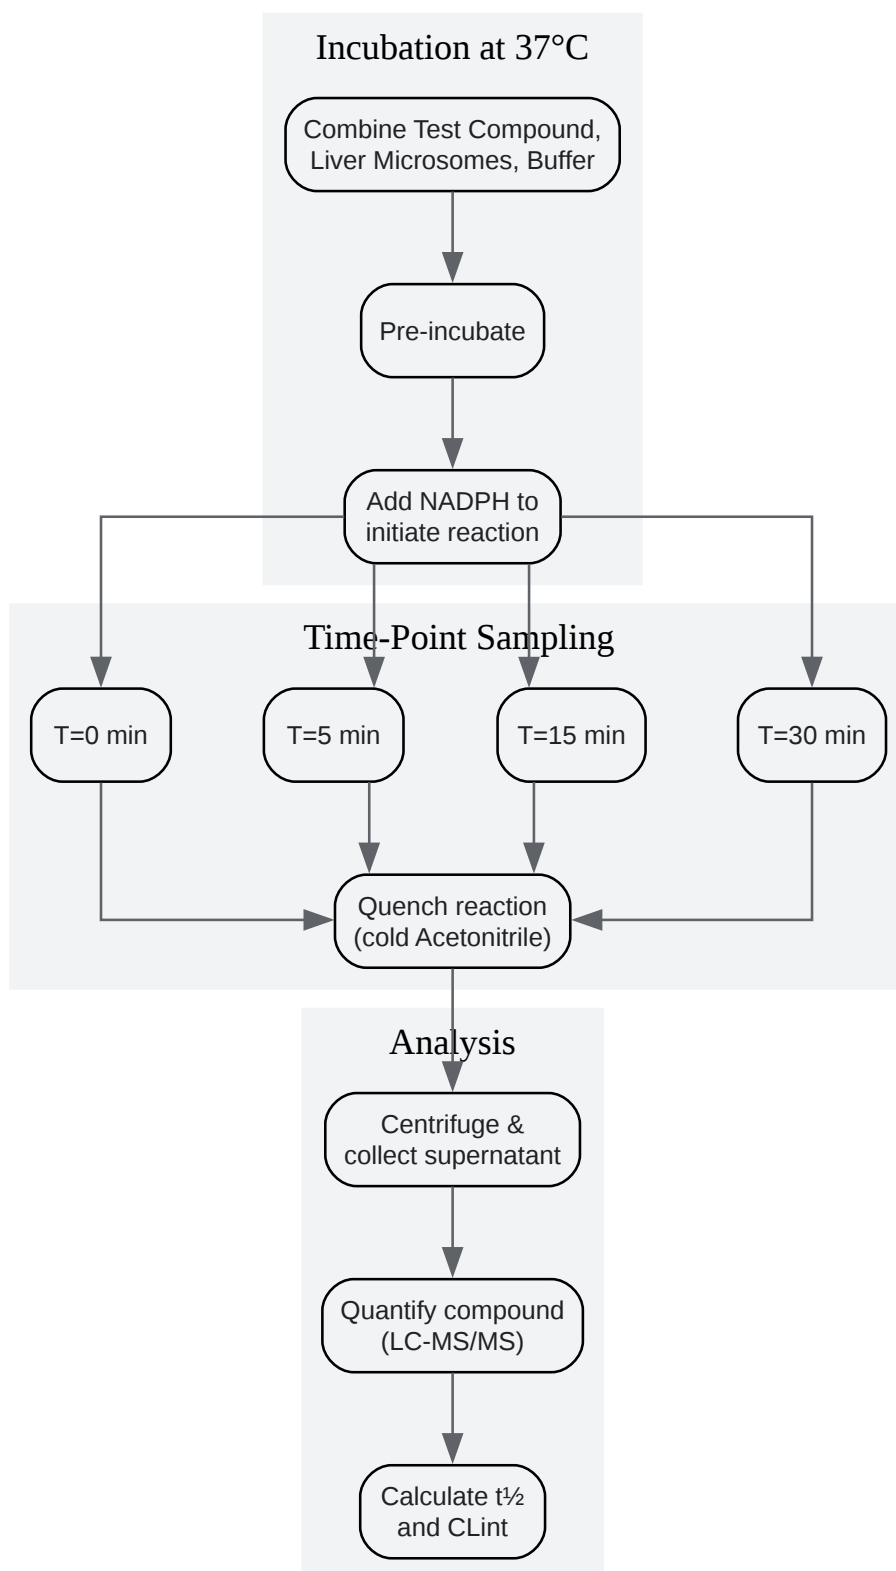 Incubation at 37°C
Combine Test Compound,
Liver Microsomes, Buffer
Pre-incubate
Add NADPH to
initiate reaction
Time-Point Sampling
T=0 min
T=5 min
T=15 min
T=30 min
Quench reaction
(cold Acetonitrile)
Analysis
Centrifuge &
collect supernatant
Quantify compound
(LC-MS/MS)
Calculate t½
and CLint